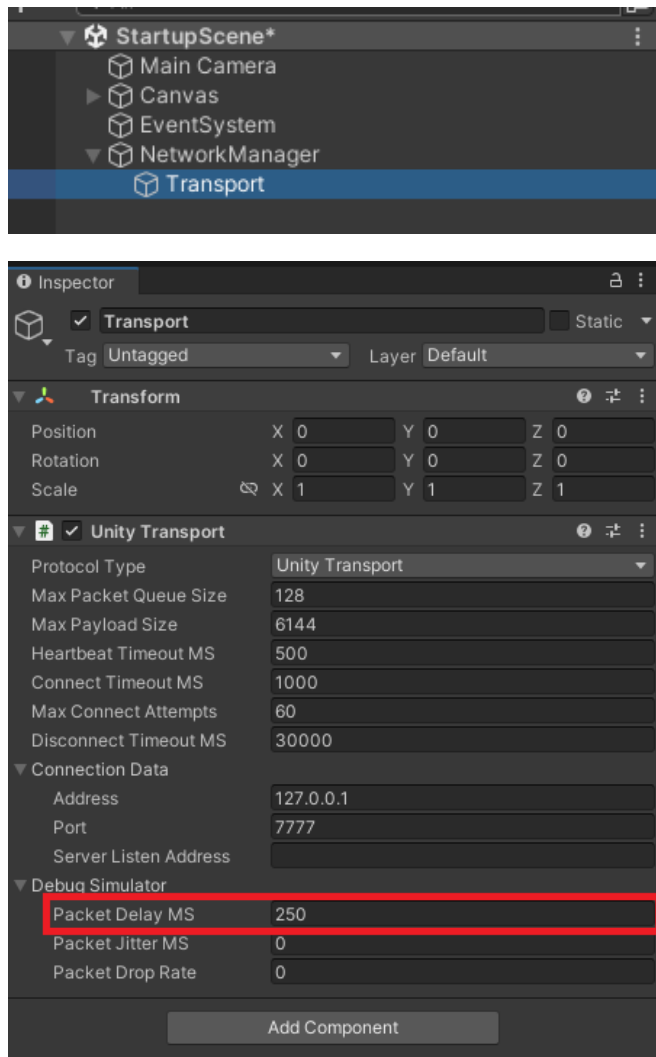 StartupScene*
Main Camera
Canvas
EventSystem
NetworkManager
Transport
Inspector
Transport Static
Tag Untagged Layer Default
Transform
Position X 0 Y 0 Z 0
Rotation X 0 Y 0 Z 0
Scale X 1 Y 1 Z 1
# Unity Transport
Protocol Type Unity Transport
Max Packet Queue Size 128
Max Payload Size 6144
Heartbeat Timeout MS 500
Connect Timeout MS 1000
Max Connect Attempts 60
Disconnect Timeout MS 30000
Connection Data
Address 127.0.0.1
Port 7777
Server Listen Address
Debug Simulator
Packet Delay MS 250
Packet Jitter MS 0
Packet Drop Rate 0
Add Component